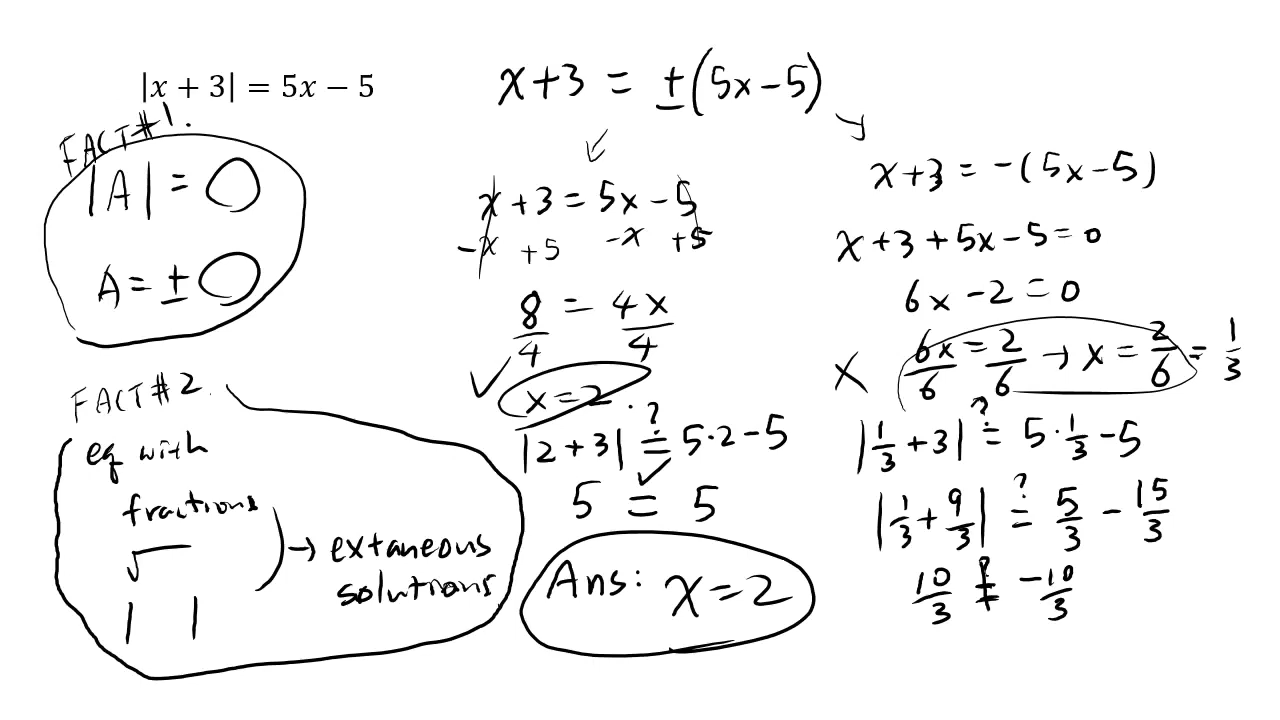 |x + 3| = 5x − 5
FACT #1.
|A| = ◯
A = ± ◯
FACT #2.
eq with
fractions
√
| |
→ extaneous
solutions
x+3 = ±(5x−5)
x+3 = 5x−5
−x +5 −x +5
8/4 = 4x/4
x=2
|2+3| ≟ 5·2−5
5 = 5
Ans: x=2
x+3 = −(5x−5)
x+3+5x−5=0
6x−2=0
6x/6 = 2/6 → x = 2/6 = 1/3
|1/3+3| ≟ 5·1/3−5
|1/3+9/3| ≟ 5/3 − 15/3
10/3 ≠ −10/3